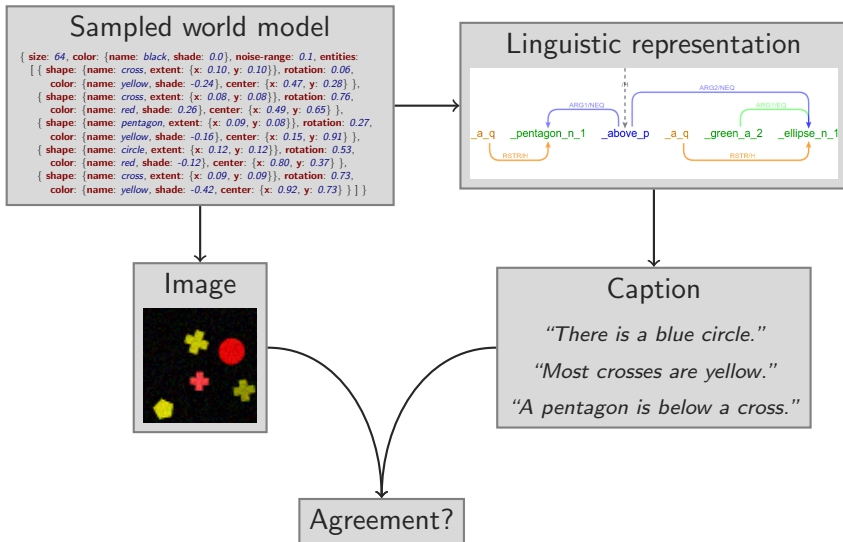 Sampled world model
{ size: 64, color: {name: black, shade: 0.0}, noise-range: 0.1, entities:
[ { shape: {name: cross, extent: {x: 0.10, y: 0.10}}, rotation: 0.06,
color: {name: yellow, shade: -0.24}, center: {x: 0.47, y: 0.28} },
{ shape: {name: cross, extent: {x: 0.08, y: 0.08}}, rotation: 0.76,
color: {name: red, shade: 0.26}, center: {x: 0.49, y: 0.65} },
{ shape: {name: pentagon, extent: {x: 0.09, y: 0.08}}, rotation: 0.27,
color: {name: yellow, shade: -0.16}, center: {x: 0.15, y: 0.91} },
{ shape: {name: circle, extent: {x: 0.12, y: 0.12}}, rotation: 0.53,
color: {name: red, shade: -0.12}, center: {x: 0.80, y: 0.37} },
{ shape: {name: cross, extent: {x: 0.09, y: 0.09}}, rotation: 0.73,
color: {name: yellow, shade: -0.42, center: {x: 0.92, y: 0.73} } ] }
Linguistic representation
/H
ARG2/NEQ
ARG1/NEQ ARG1/EQ
_a_q _pentagon_n_1 _above_p _a_q _green_a_2 _ellipse_n_1
RSTR/H RSTR/H
Image
Caption
“There is a blue circle.”
“Most crosses are yellow.”
“A pentagon is below a cross.”
Agreement?